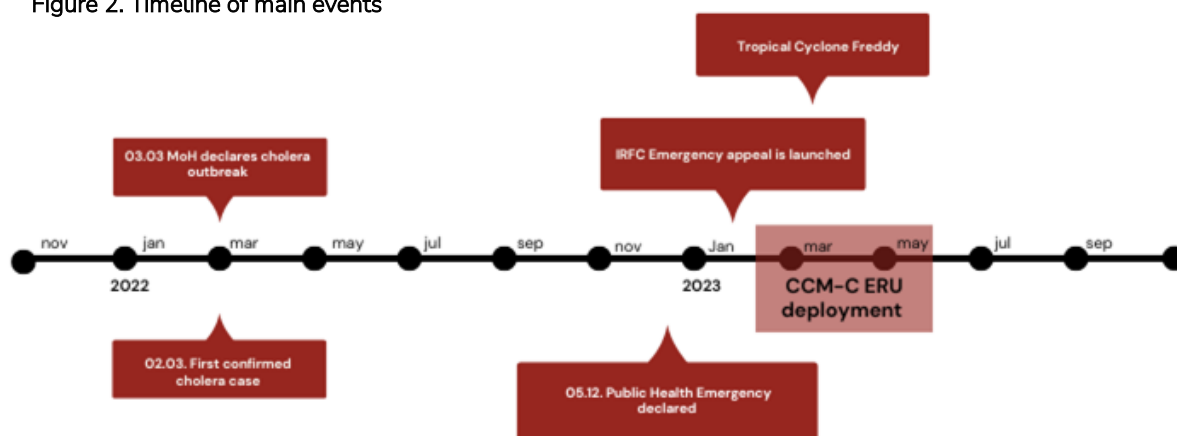 Figure 2. Timeline of main events
Tropical Cyclone Freddy
IRFC Emergency appeal is launched
03.03 MoH declares cholera
outbreak
nov
jan
mar
may
jul
sep
nov
Jan
mar
may
jul
sep
2022
2023
CCM-C ERU
deployment
02.03. First confirmed
cholera case
05.12. Public Health Emergency
declared